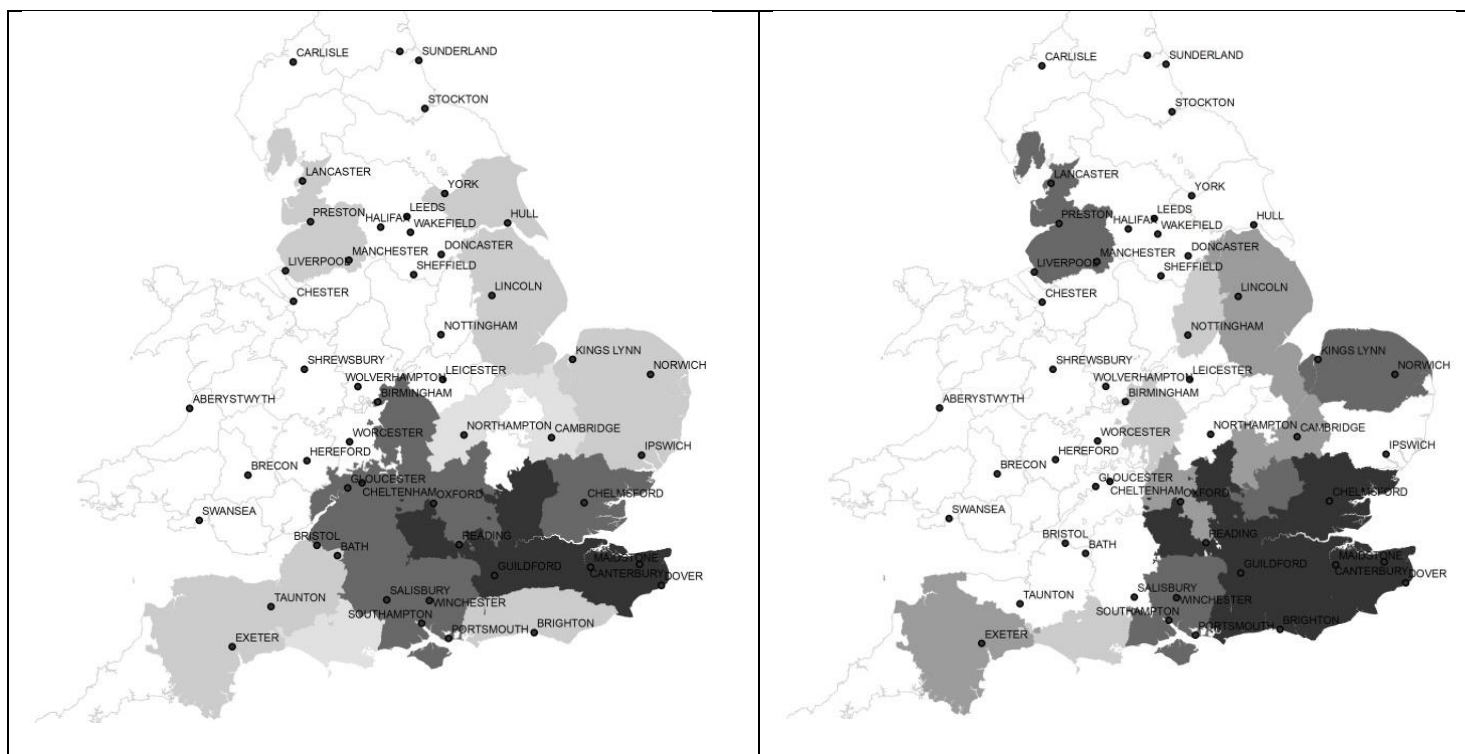 CARLISLE
SUNDERLAND
STOCKTON
LANCASTER
YORK
PRESTON
HALIFAX
LEEDS
WAKEFIELD
HULL
DONCASTER
LIVERPOOL
MANCHESTER
SHEFFIELD
CHESTER
LINCOLN
NOTTINGHAM
KINGS LYNN
SHREWSBURY
WOLVERHAMPTON
LEICESTER
NORWICH
BIRMINGHAM
ABERYSTWYTH
WORCESTER
NORTHAMPTON
CAMBRIDGE
HEREFORD
IPSWICH
BRECON
GLOUCESTER
CHELTENHAM
OXFORD
CHELMSFORD
SWANSEA
BRISTOL
READING
BATH
MAIDSTONE
GUILDFORD
CANTERBURY
DOVER
SALISBURY
TAUNTON
WINCHESTER
SOUTHAMPTON
PORTSMOUTH
BRIGHTON
EXETER
CARLISLE
SUNDERLAND
STOCKTON
LANCASTER
YORK
PRESTON
HALIFAX
LEEDS
WAKEFIELD
HULL
DONCASTER
LIVERPOOL
MANCHESTER
SHEFFIELD
CHESTER
LINCOLN
NOTTINGHAM
KINGS LYNN
SHREWSBURY
WOLVERHAMPTON
LEICESTER
NORWICH
BIRMINGHAM
ABERYSTWYTH
WORCESTER
NORTHAMPTON
CAMBRIDGE
HEREFORD
IPSWICH
BRECON
GLOUCESTER
CHELTENHAM
OXFORD
CHELMSFORD
SWANSEA
BRISTOL
READING
BATH
MAIDSTONE
GUILDFORD
CANTERBURY
DOVER
SALISBURY
TAUNTON
WINCHESTER
SOUTHAMPTON
PORTSMOUTH
BRIGHTON
EXETER